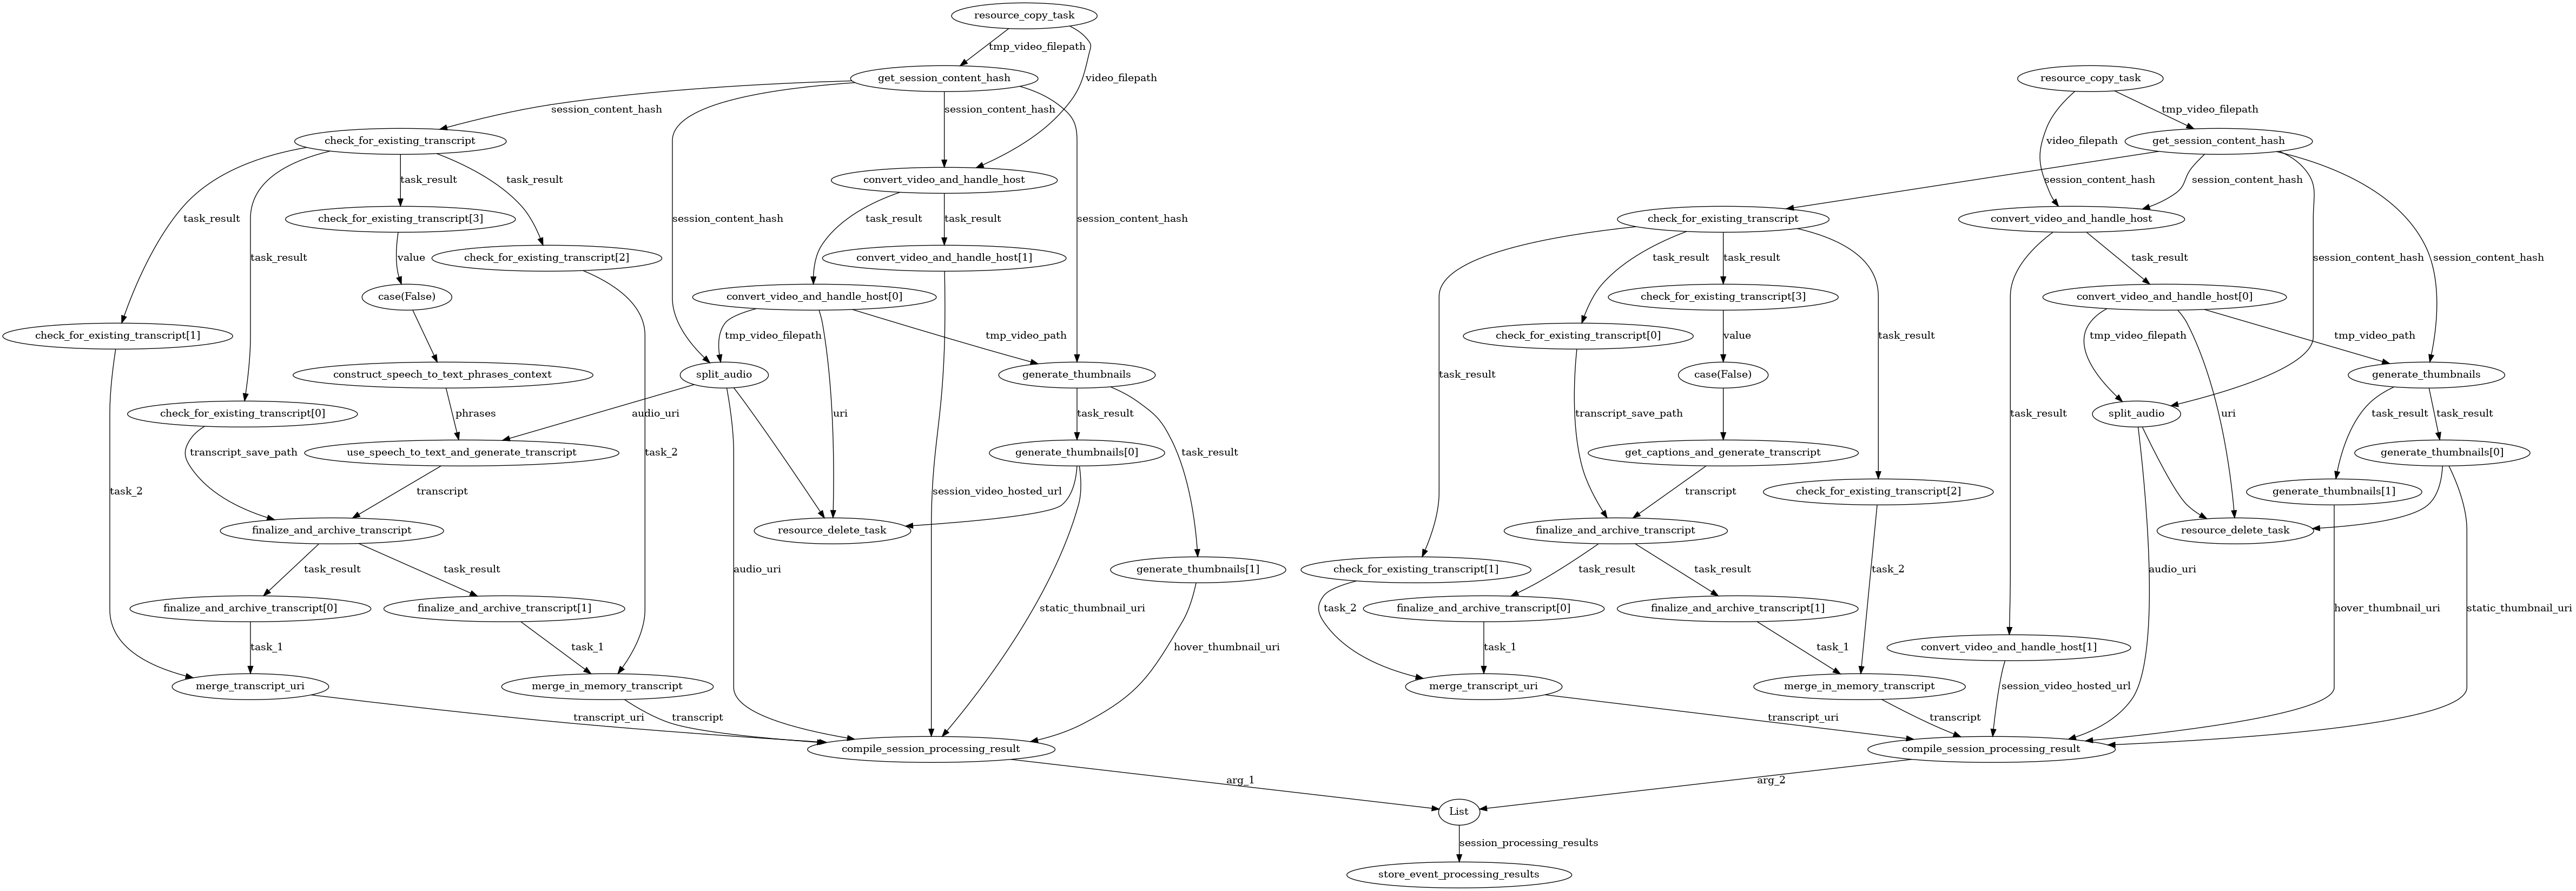 resource_copy_task
tmp_video_filepath
get_session_content_hash
video_filepath
resource_copy_task
session_content_hash
session_content_hash
tmp_video_filepath
check_for_existing_transcript
video_filepath
get_session_content_hash
task_result
task_result
convert_video_and_handle_host
session_content_hash
session_content_hash
task_result
check_for_existing_transcript[3]
session_content_hash
task_result
task_result
session_content_hash
check_for_existing_transcript
convert_video_and_handle_host
task_result
value
check_for_existing_transcript[2]
convert_video_and_handle_host[1]
task_result
task_result
task_result
session_content_hash
session_content_hash
case(False)
convert_video_and_handle_host[0]
check_for_existing_transcript[3]
convert_video_and_handle_host[0]
check_for_existing_transcript[1]
tmp_video_filepath
tmp_video_path
check_for_existing_transcript[0]
value
task_result
tmp_video_filepath
tmp_video_path
construct_speech_to_text_phrases_context
split_audio
generate_thumbnails
task_result
case(False)
generate_thumbnails
check_for_existing_transcript[0]
phrases
audio_uri
uri
task_result
transcript_save_path
task_result
split_audio
uri
task_result
task_result
transcript_save_path
use_speech_to_text_and_generate_transcript
task_2
generate_thumbnails[0]
task_result
get_captions_and_generate_transcript
generate_thumbnails[0]
task_2
transcript
session_video_hosted_url
transcript
check_for_existing_transcript[2]
generate_thumbnails[1]
finalize_and_archive_transcript
resource_delete_task
finalize_and_archive_transcript
resource_delete_task
task_result
task_result
audio_uri
generate_thumbnails[1]
check_for_existing_transcript[1]
task_result
task_result
task_2
audio_uri
finalize_and_archive_transcript[0]
finalize_and_archive_transcript[1]
static_thumbnail_uri
task_2
finalize_and_archive_transcript[0]
finalize_and_archive_transcript[1]
hover_thumbnail_uri
static_thumbnail_uri
task_1
task_1
hover_thumbnail_uri
task_1
task_1
convert_video_and_handle_host[1]
merge_transcript_uri
merge_in_memory_transcript
merge_transcript_uri
merge_in_memory_transcript
session_video_hosted_url
transcript_uri
transcript
transcript_uri
transcript
compile_session_processing_result
compile_session_processing_result
arg_1
arg_2
List
session_processing_results
store_event_processing_results